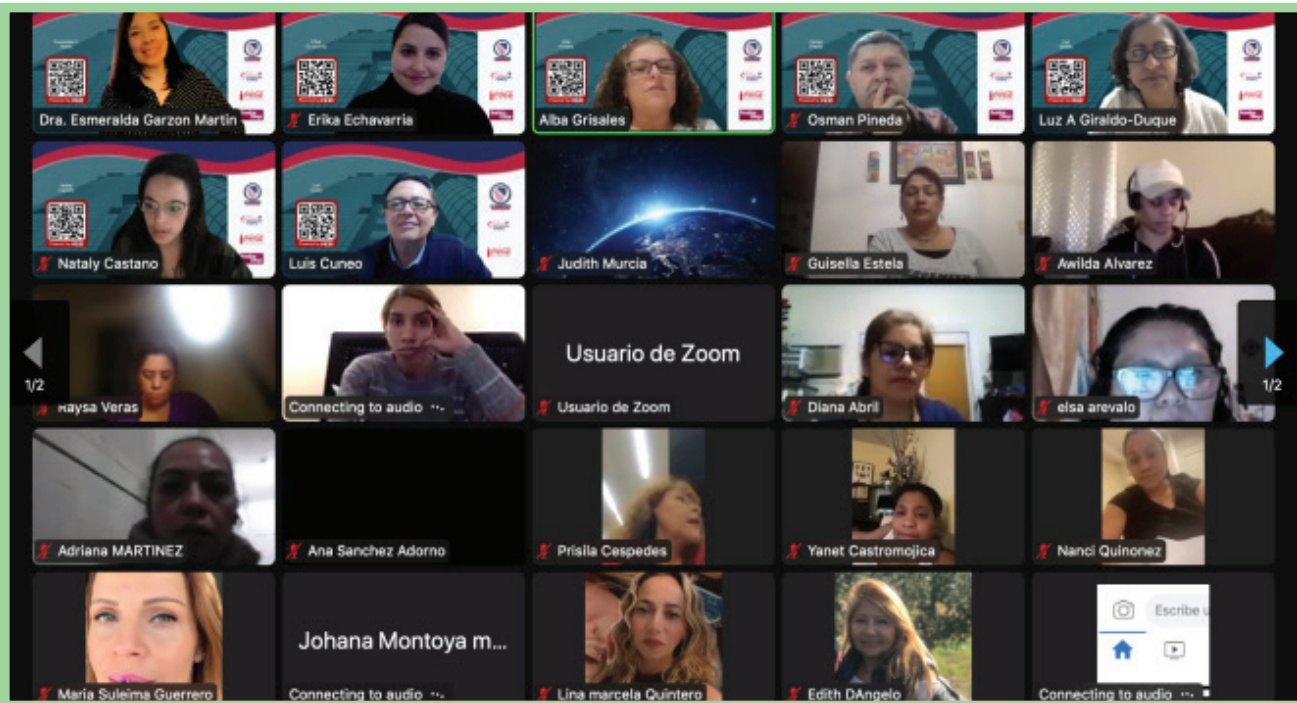 Dra. Esmeralda Garzon Martin
Erika Echavarria
Alba Grisales
Osman Pineda
Luz A Giraldo-Duque
Nataly Castano
Luis Cuneo
Judith Murcia
Guisella Estela
Awilda Alvarez
1/2
Raysa Veras
Connecting to audio ...
Usuario de Zoom
Usuario de Zoom
Diana Abril
elsa arevalo
1/2
Adriana MARTINEZ
Ana Sanchez Adorno
Prisila Cespedes
Yanet Castromojica
Nanci Quinonez
Maria Suleima Guerrero
Johana Montoya m...
Connecting to audio ...
Lina marcela Quintero
Edith DAngelo
Escribe u
Connecting to audio ...